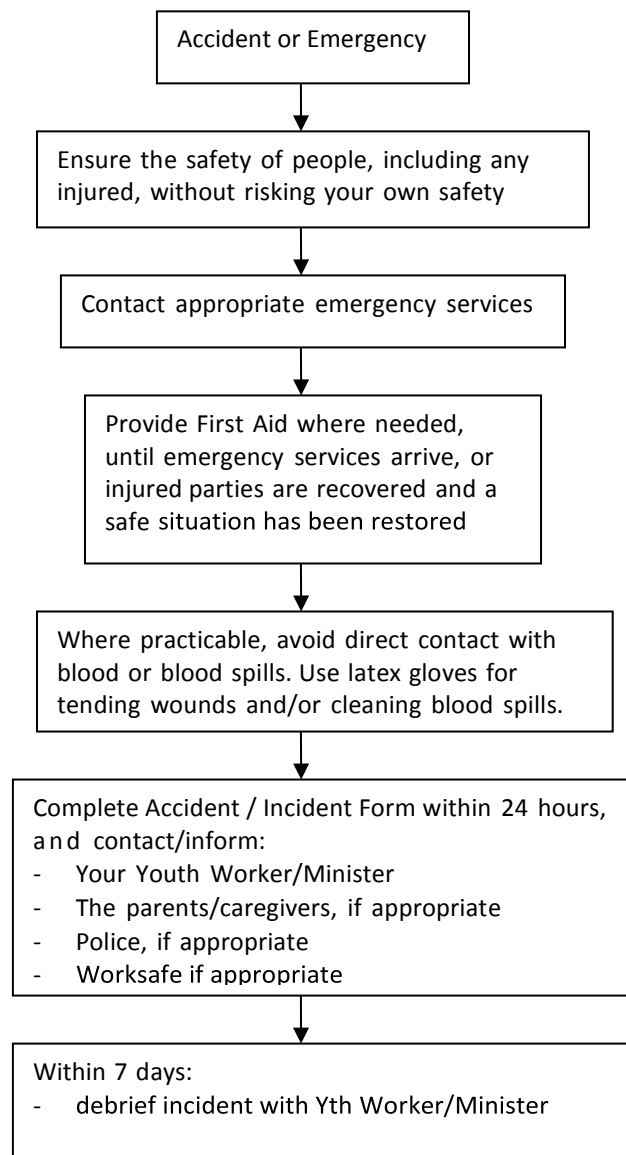 Accident or Emergency
Ensure the safety of people, including any
injured, without risking your own safety
Contact appropriate emergency services
Provide First Aid where needed,
until emergency services arrive, or
injured parties are recovered and a
safe situation has been restored
Where practicable, avoid direct contact with
blood or blood spills. Use latex gloves for
tending wounds and/or cleaning blood spills.
Complete Accident / Incident Form within 24 hours,
and contact/inform:
- Your Youth Worker/Minister
- The parents/caregivers, if appropriate
- Police, if appropriate
- Worksafe if appropriate
Within 7 days:
- debrief incident with Yth Worker/Minister